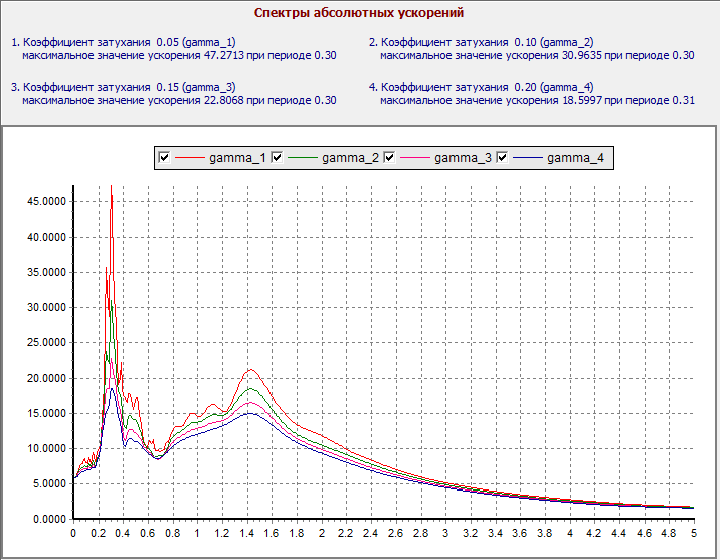 Спектры абсолютных ускорений
1. Коэффициент затухания 0.05 (gamma_1)
максимальное значение ускорения 47.2713 при периоде 0.30
2. Коэффициент затухания 0.10 (gamma_2)
максимальное значение ускорения 30.9635 при периоде 0.30
3. Коэффициент затухания 0.15 (gamma_3)
максимальное значение ускорения 22.8068 при периоде 0.30
4. Коэффициент затухания 0.20 (gamma_4)
максимальное значение ускорения 18.5997 при периоде 0.31
gamma_1 gamma_2 gamma_3 gamma_4
45.0000
40.0000
35.0000
30.0000
25.0000
20.0000
15.0000
10.0000
5.0000
0.0000
0 0.2 0.4 0.6 0.8 1 1.2 1.4 1.6 1.8 2 2.2 2.4 2.6 2.8 3 3.2 3.4 3.6 3.8 4 4.2 4.4 4.6 4.8 5